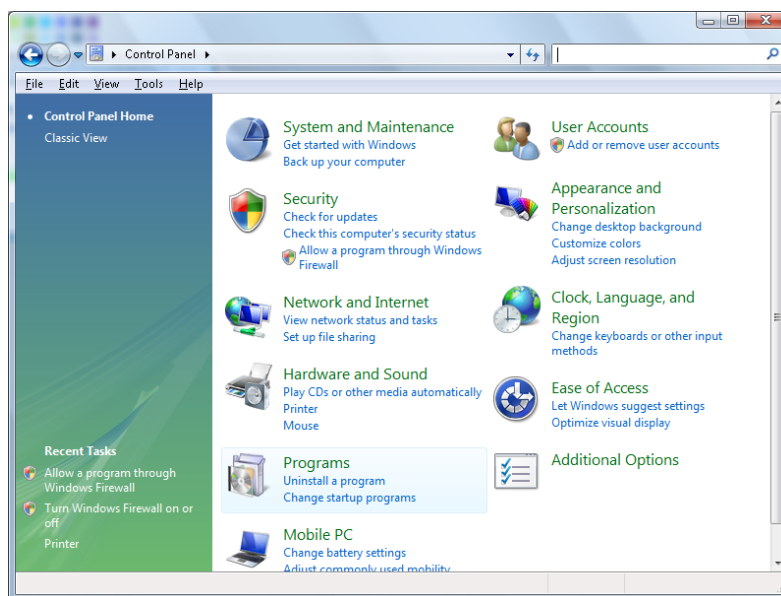 Control Panel
File Edit View Tools Help
Control Panel Home
Classic View
Recent Tasks
Allow a program through
Windows Firewall
Turn Windows Firewall on or
off
Printer
System and Maintenance
Get started with Windows
Back up your computer
Security
Check for updates
Check this computer's security status
Allow a program through Windows
Firewall
Network and Internet
View network status and tasks
Set up file sharing
Hardware and Sound
Play CDs or other media automatically
Printer
Mouse
Programs
Uninstall a program
Change startup programs
Mobile PC
Change battery settings
Adjust commonly used mobility
User Accounts
Add or remove user accounts
Appearance and
Personalization
Change desktop background
Customize colors
Adjust screen resolution
Clock, Language, and
Region
Change keyboards or other input
methods
Ease of Access
Let Windows suggest settings
Optimize visual display
Additional Options